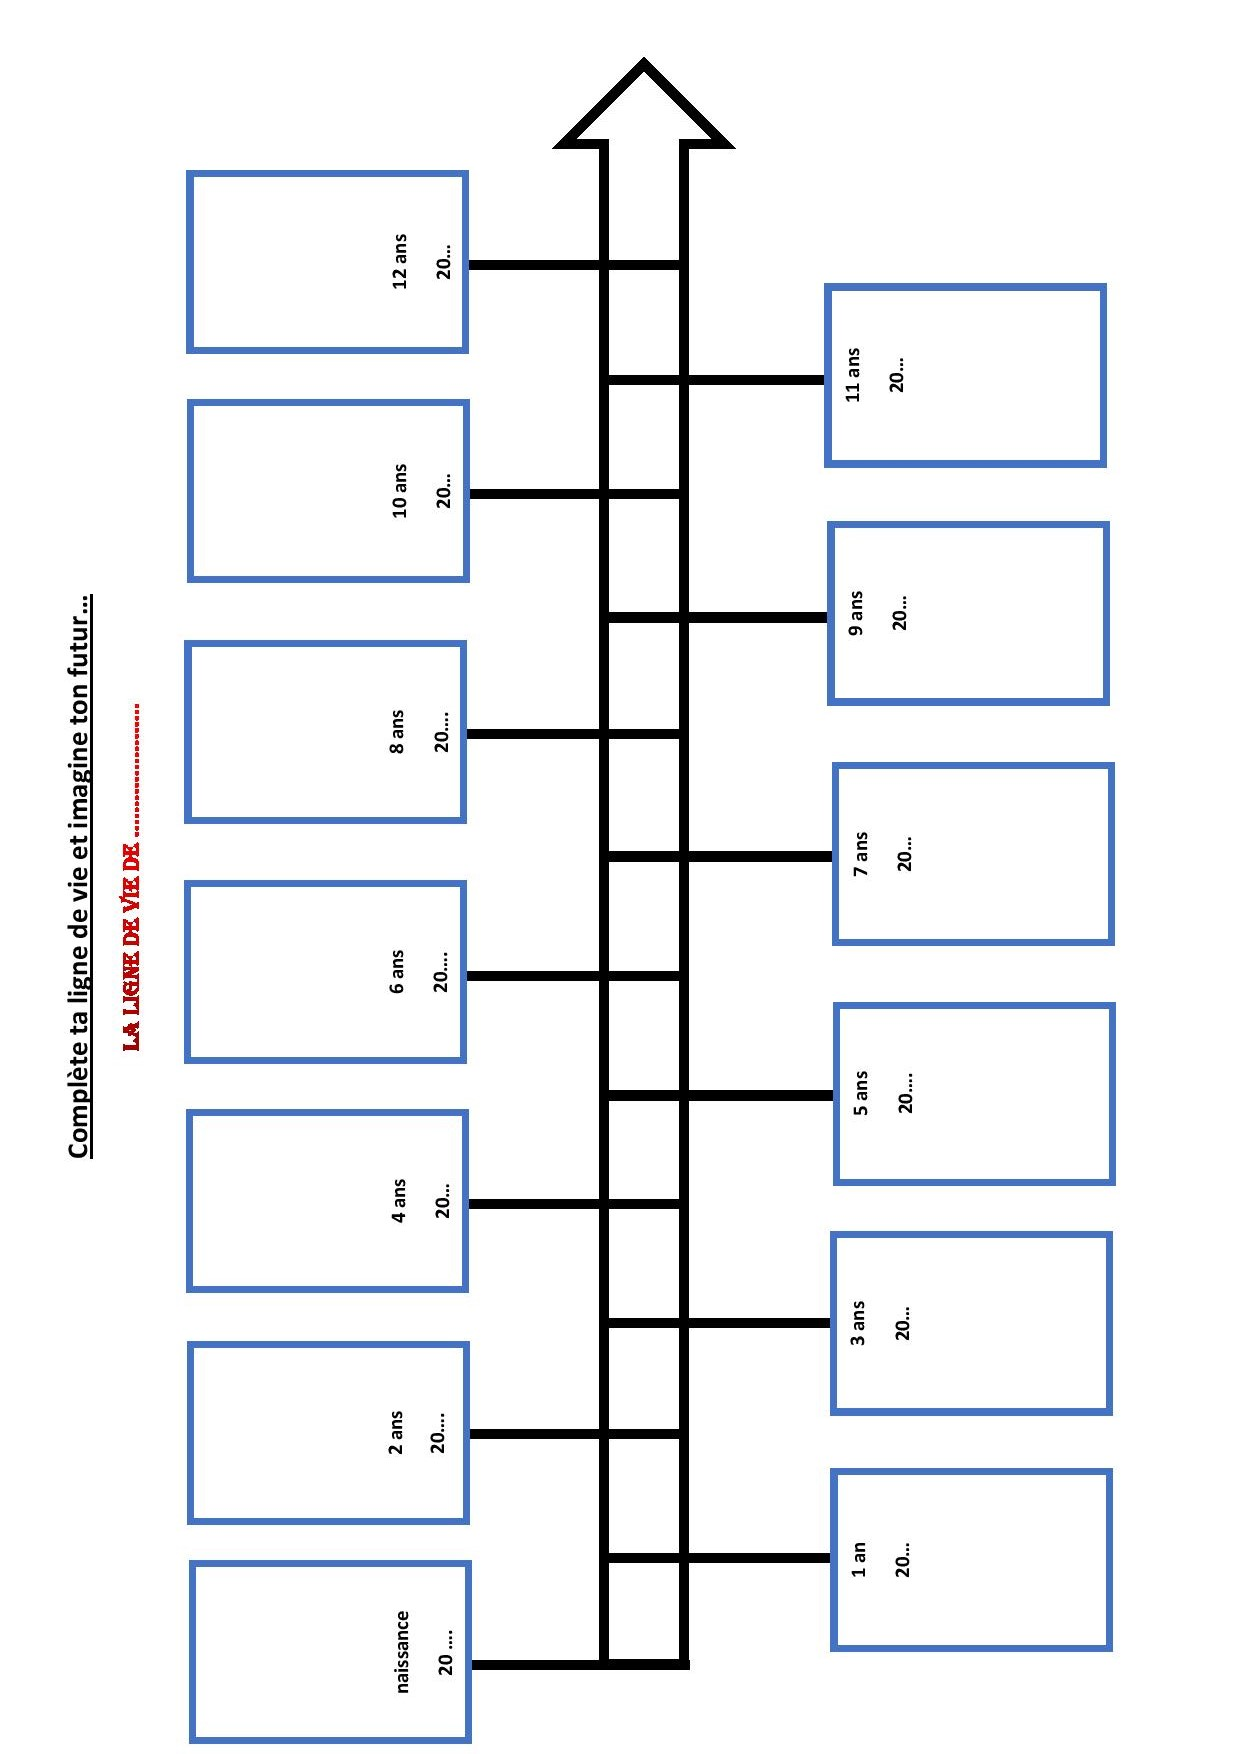 Complète ta ligne de vie et imagine ton futur...
LA LIGNE DE VIE DE ........................
naissance
20 ....
2 ans
20....
4 ans
20...
6 ans
20....
8 ans
20....
10 ans
20...
12 ans
20...
1 an
20...
3 ans
20...
5 ans
20....
7 ans
20...
9 ans
20...
11 ans
20...